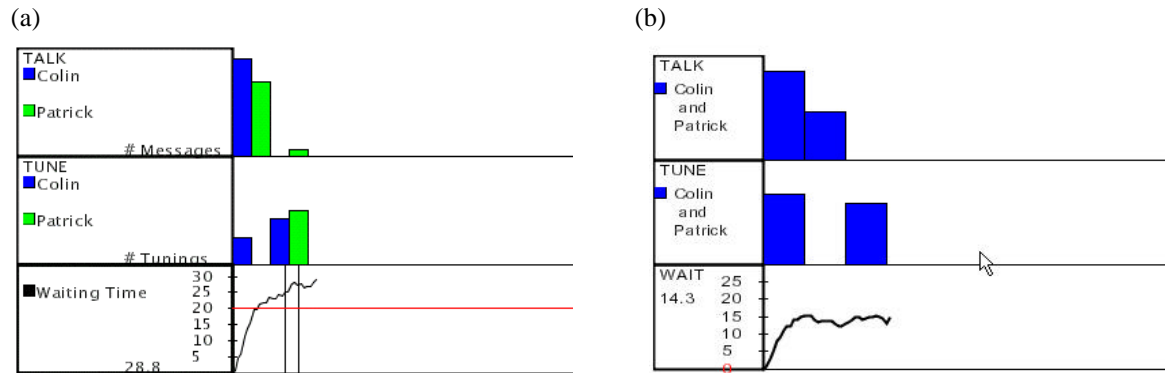 (a)
(b)
TALK
Colin
Patrick
# Messages
TUNE
Colin
Patrick
# Tunings
Waiting Time
30
25
20
15
10
5
28.8
TALK
Colin
and
Patrick
TUNE
Colin
and
Patrick
WAIT
14.3
25
20
15
10
5
0